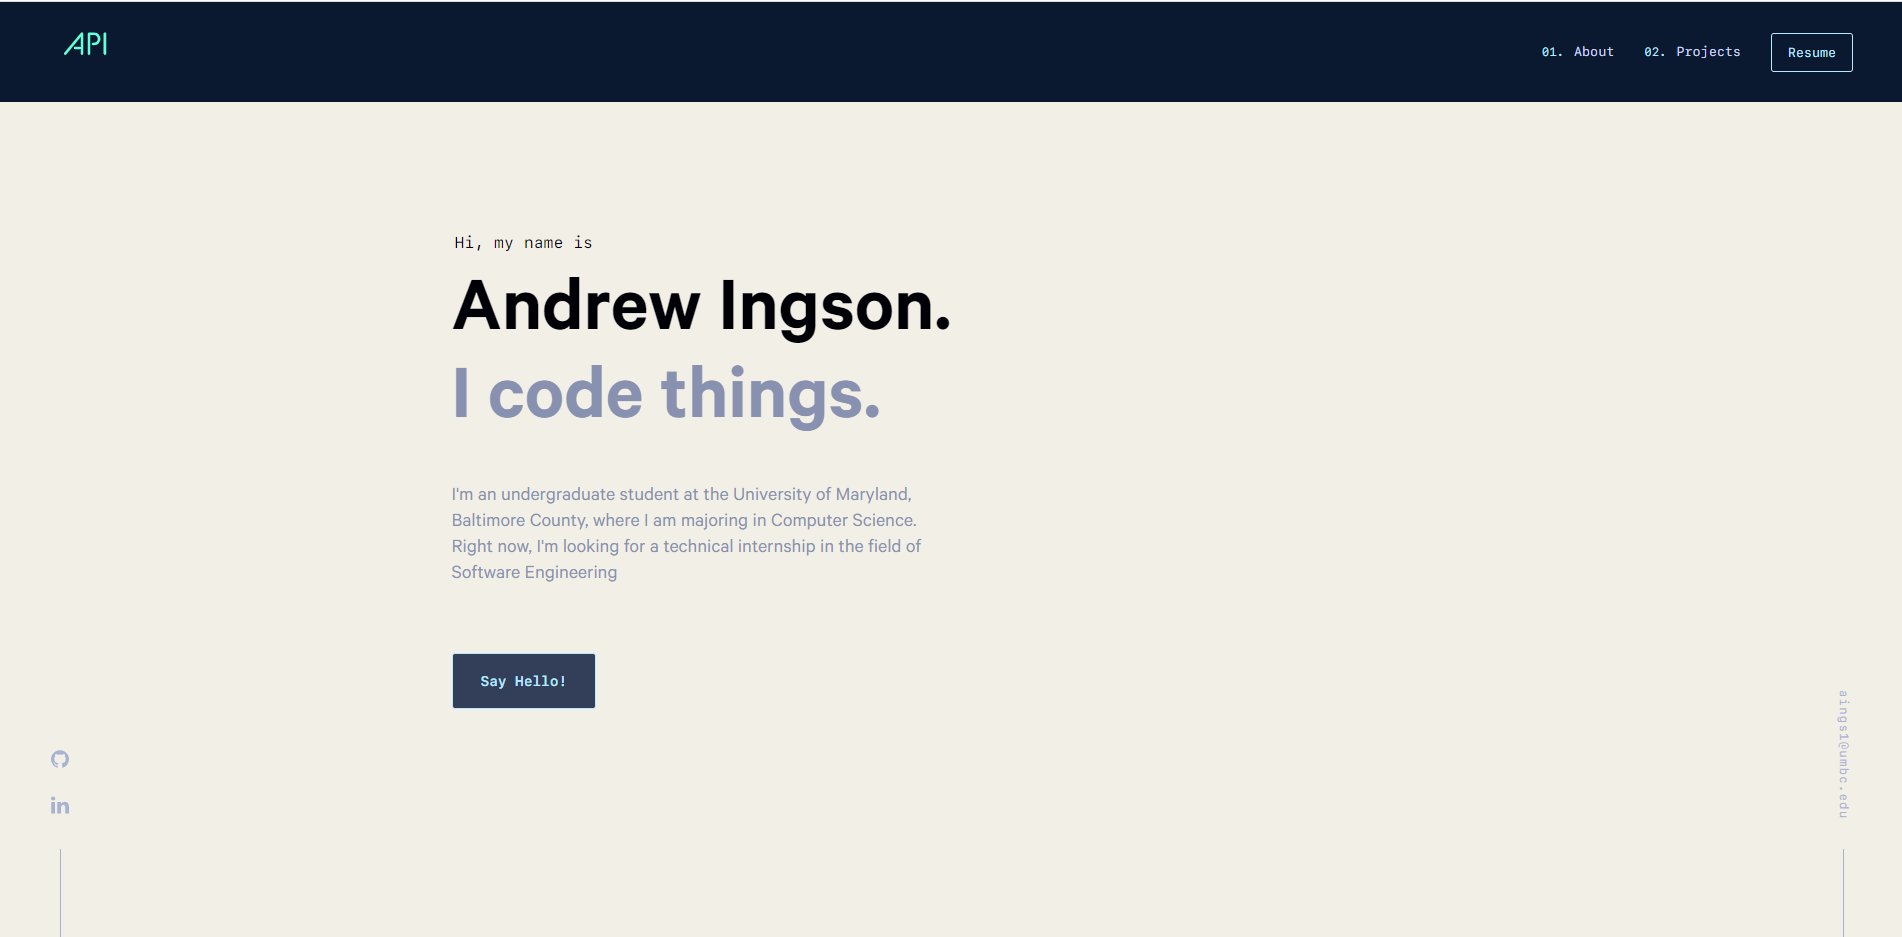 API
01. About
02. Projects
Resume
Hi, my name is
Andrew Ingson.
I code things.
I'm an undergraduate student at the University of Maryland,
Baltimore County, where I am majoring in Computer Science.
Right now, I'm looking for a technical internship in the field of
Software Engineering
Say Hello!
in
aings1@umbc.edu